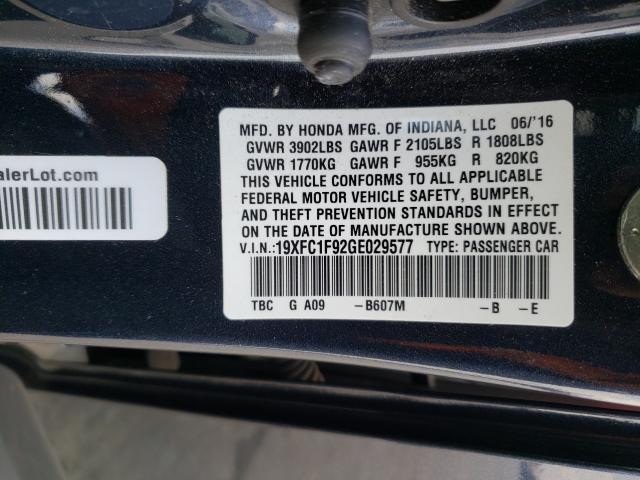 MFD. BY HONDA MFG. OF INDIANA, LLC 06/'16
GVWR 3902LBS GAWR F 2105LBS R 1808LBS
GVWR 1770KG GAWR F 955KG R 820KG
THIS VEHICLE CONFORMS TO ALL APPLICABLE
FEDERAL MOTOR VEHICLE SAFETY, BUMPER,
AND THEFT PREVENTION STANDARDS IN EFFECT
ON THE DATE OF MANUFACTURE SHOWN ABOVE.
V.I.N.:19XFC1F92GE029577 TYPE: PASSENGER CAR
TBC G A09 -B607M -B -E
alerLot.com